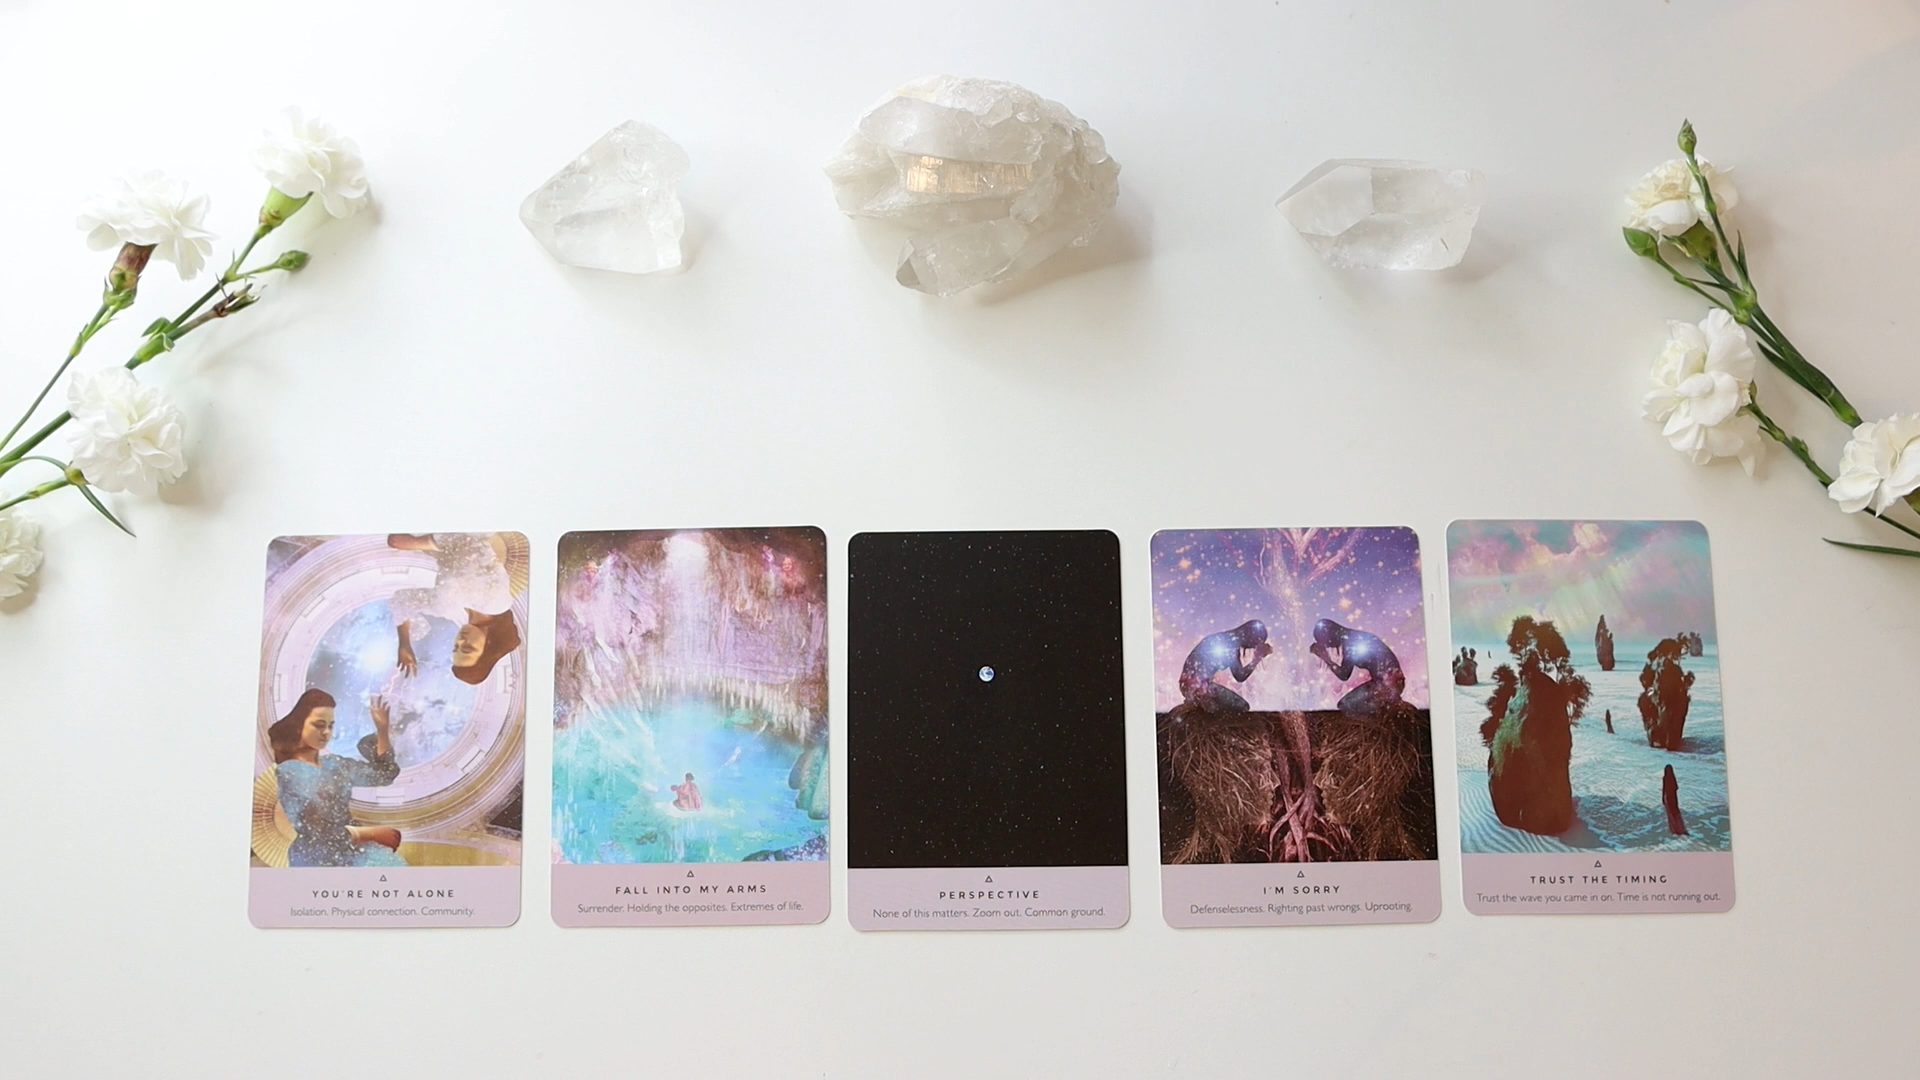 YOU'RE NOT ALONE
Isolation. Physical connection. Community.
FALL INTO MY ARMS
Surrender. Holding the opposites. Extremes of life.
PERSPECTIVE
None of this matters. Zoom out. Common ground.
I'M SORRY
Defenselessness. Righting past wrongs. Uprooting.
TRUST THE TIMING
Trust the wave you came in on. Time is not running out.